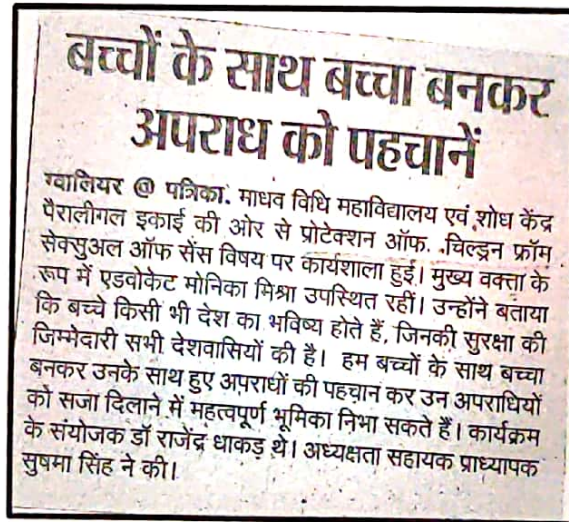 बच्चों के साथ बच्चा बनकर
अपराध को पहचानें
ग्वालियर @ पत्रिका. माधव विधि महाविद्यालय एवं शोध केंद्र
पैरालीगल इकाई की ओर से प्रोटेक्शन ऑफ चिल्ड्रन फ्रॉम
सेक्सुअल ऑफ सेंस विषय पर कार्यशाला हुई। मुख्य वक्ता के
रूप में एडवोकेट मोनिका मिश्रा उपस्थित रहीं। उन्होंने बताया
कि बच्चे किसी भी देश का भविष्य होते हैं, जिनकी सुरक्षा की
जिम्मेदारी सभी देशवासियों की है। हम बच्चों के साथ बच्चा
बनकर उनके साथ हुए अपराधों की पहचान कर उन अपराधियों
को सजा दिलाने में महत्वपूर्ण भूमिका निभा सकते हैं। कार्यक्रम
के संयोजक डॉ राजेंद्र धाकड़ थे। अध्यक्षता सहायक प्राध्यापक
सुषमा सिंह ने की।